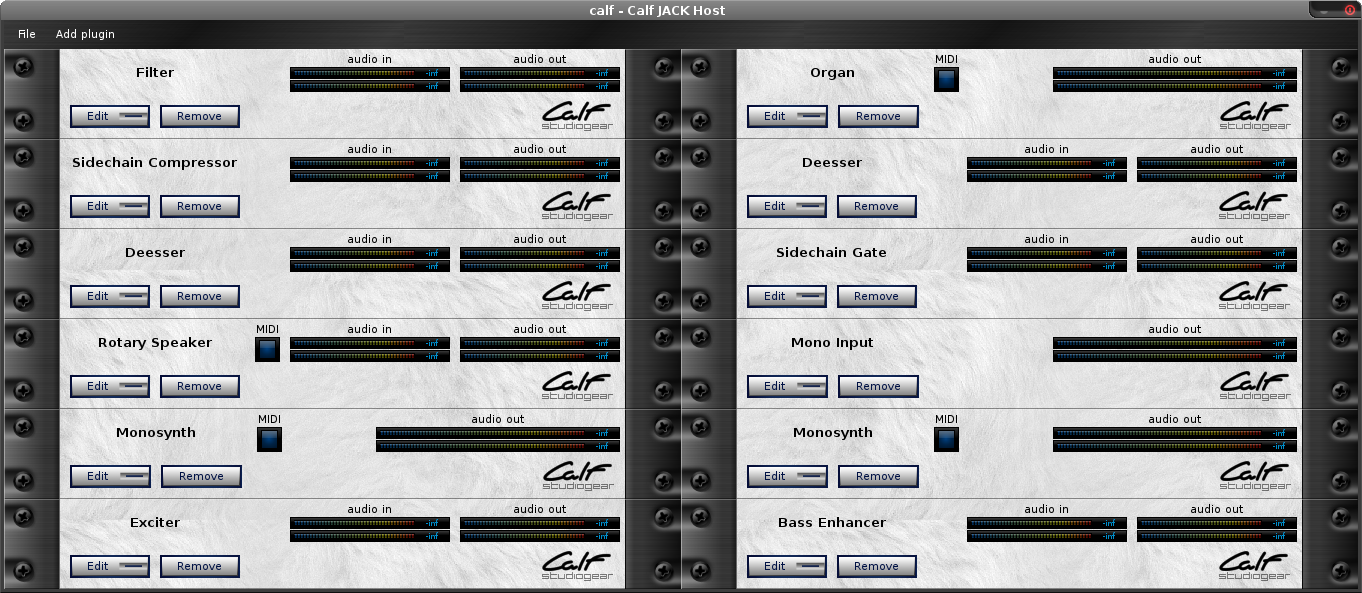 calf - Calf JACK Host
File Add plugin
Filter audio in audio out
-inf -inf
-inf -inf
Edit Remove
Calf
studiogear
Organ MIDI audio out
-inf
-inf
Edit Remove
Calf
studiogear
Sidechain Compressor audio in audio out
-inf -inf
-inf -inf
Edit Remove
Calf
studiogear
Deesser audio in audio out
-inf -inf
-inf -inf
Edit Remove
Calf
studiogear
Deesser audio in audio out
-inf -inf
-inf -inf
Edit Remove
Calf
studiogear
Sidechain Gate audio in audio out
-inf -inf
-inf -inf
Edit Remove
Calf
studiogear
Rotary Speaker MIDI audio in audio out
-inf -inf
-inf -inf
Edit Remove
Calf
studiogear
Mono Input audio out
-inf
-inf
Edit Remove
Calf
studiogear
Monosynth MIDI audio out
-inf
-inf
Edit Remove
Calf
studiogear
Monosynth MIDI audio out
-inf
-inf
Edit Remove
Calf
studiogear
Exciter audio in audio out
-inf -inf
-inf -inf
Edit Remove
Calf
studiogear
Bass Enhancer audio in audio out
-inf -inf
-inf -inf
Edit Remove
Calf
studiogear